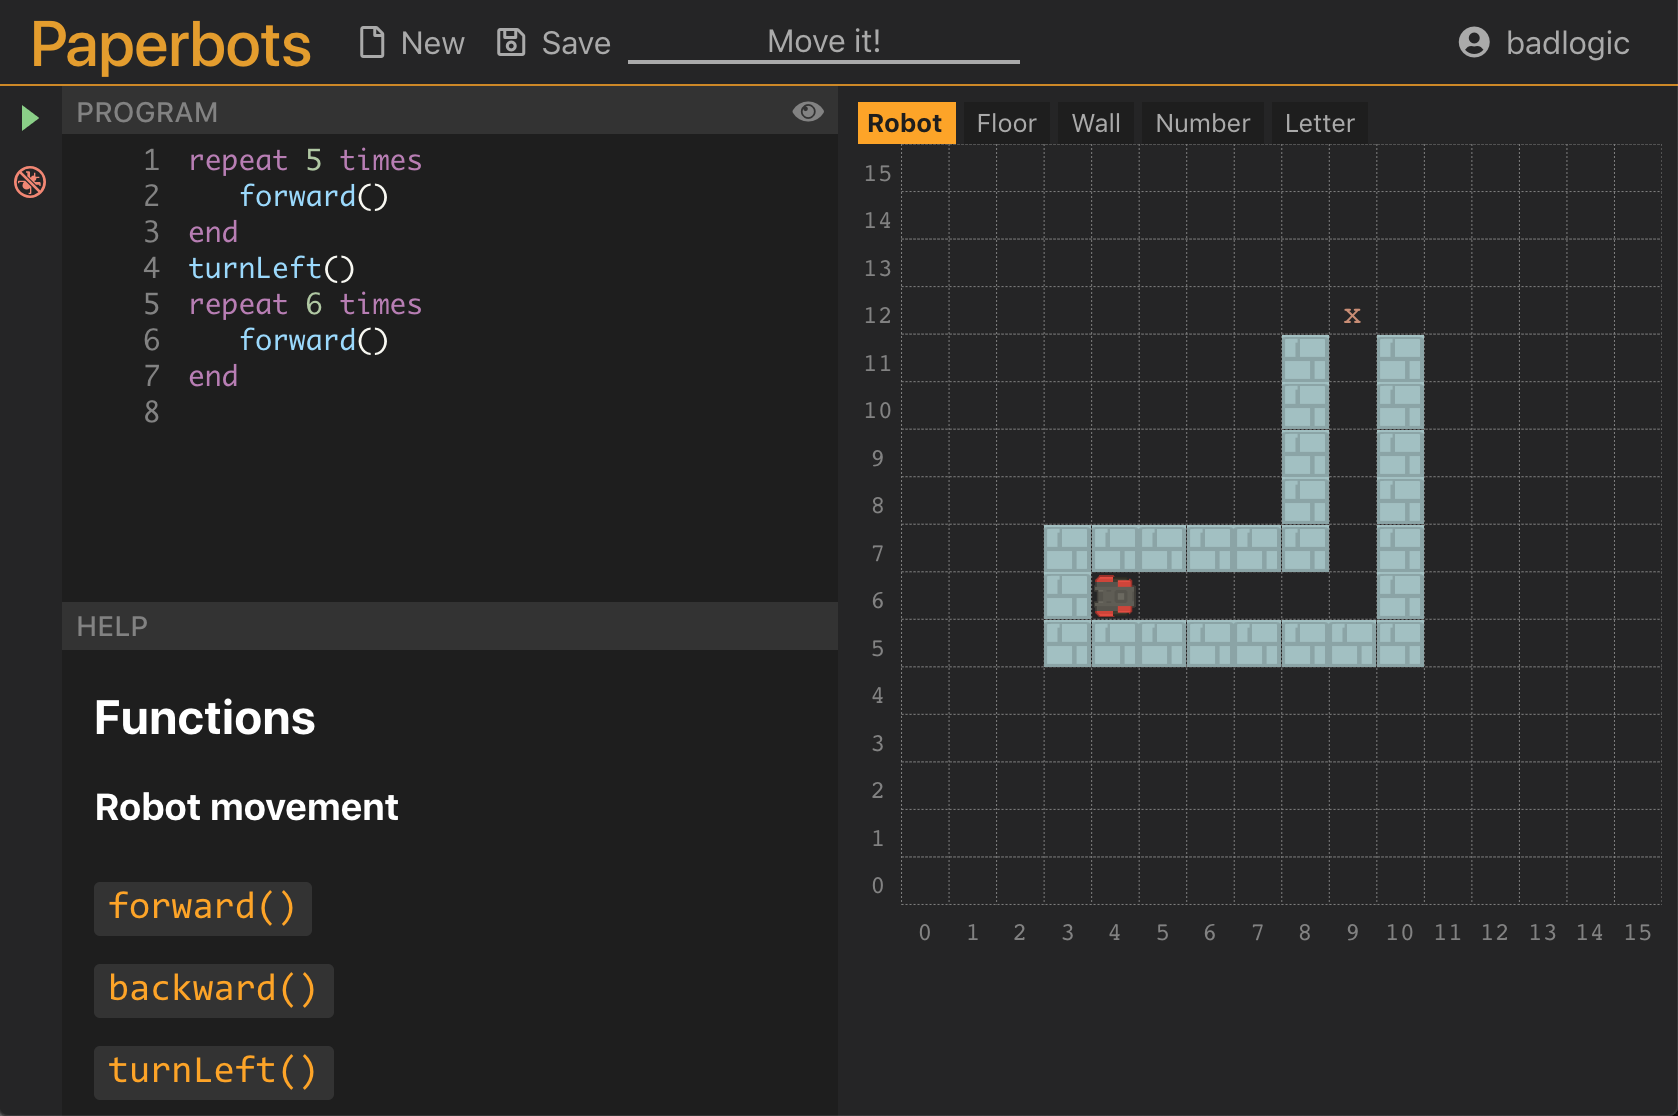 Paperbots New Save Move it! badlogic
PROGRAM
1 repeat 5 times
2 forward()
3 end
4 turnLeft()
5 repeat 6 times
6 forward()
7 end
8
HELP
Functions
Robot movement
forward()
backward()
turnLeft()
Robot Floor Wall Number Letter
15
14
13
12 x
11
10
9
8
7
6
5
4
3
2
1
0
0 1 2 3 4 5 6 7 8 9 10 11 12 13 14 15